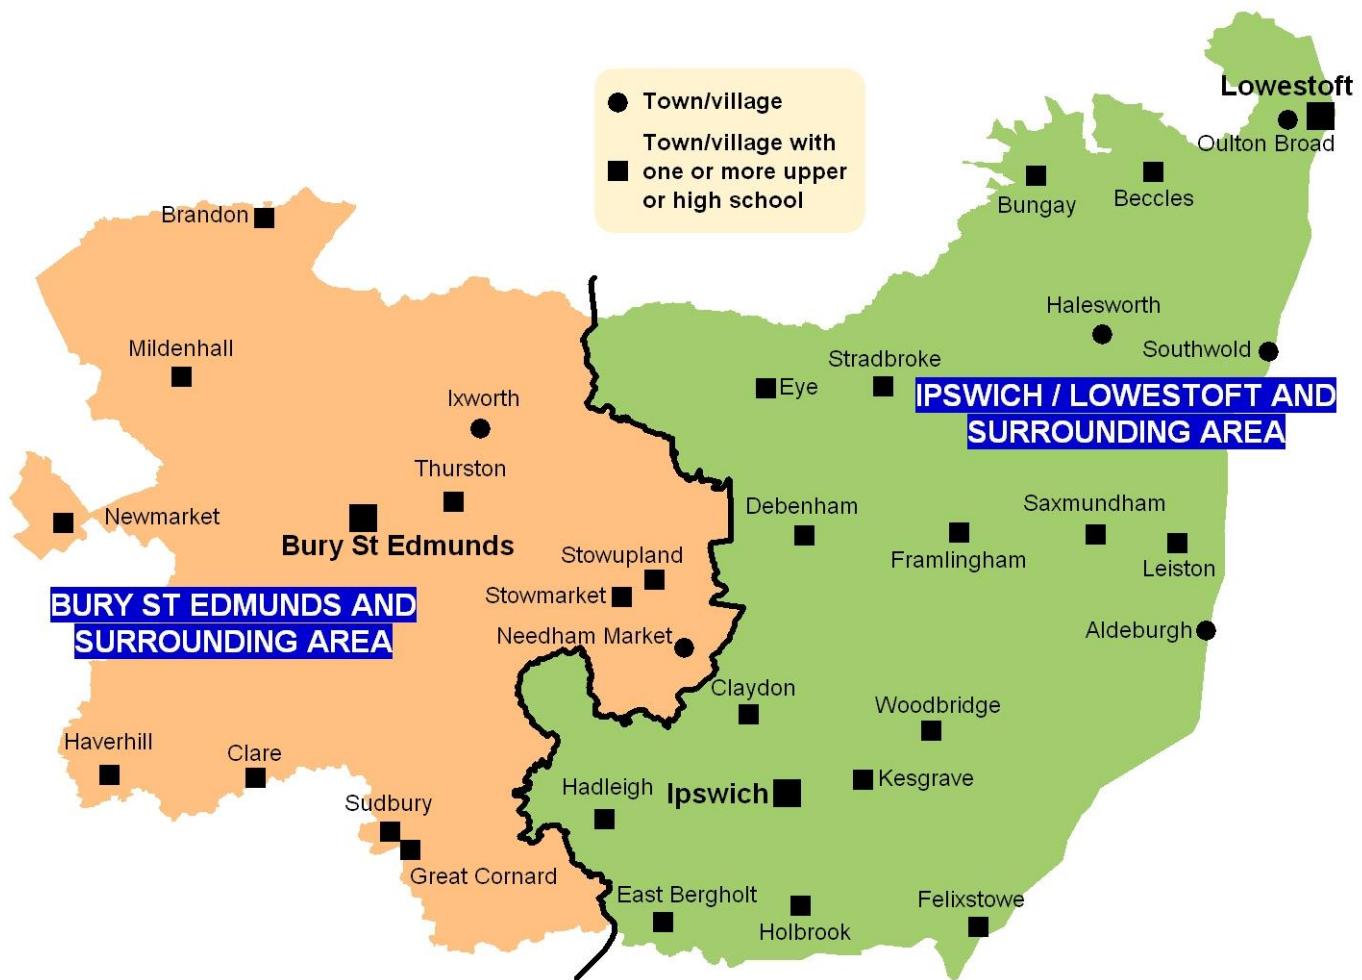 Lowestoft
Town/village
Oulton Broad
Town/village with
one or more upper
or high school
Bungay
Beccles
Brandon
Halesworth
Southwold
Mildenhall
Stradbroke
Eye
IPSWICH / LOWESTOFT AND
SURROUNDING AREA
Ixworth
Thurston
Newmarket
Bury St Edmunds
Debenham
Saxmundham
Framlingham
Leiston
Stowupland
Stowmarket
BURY ST EDMUNDS AND
SURROUNDING AREA
Needham Market
Aldeburgh
Claydon
Woodbridge
Haverhill
Clare
Kesgrave
Hadleigh
Ipswich
Sudbury
Great Cornard
East Bergholt
Holbrook
Felixstowe